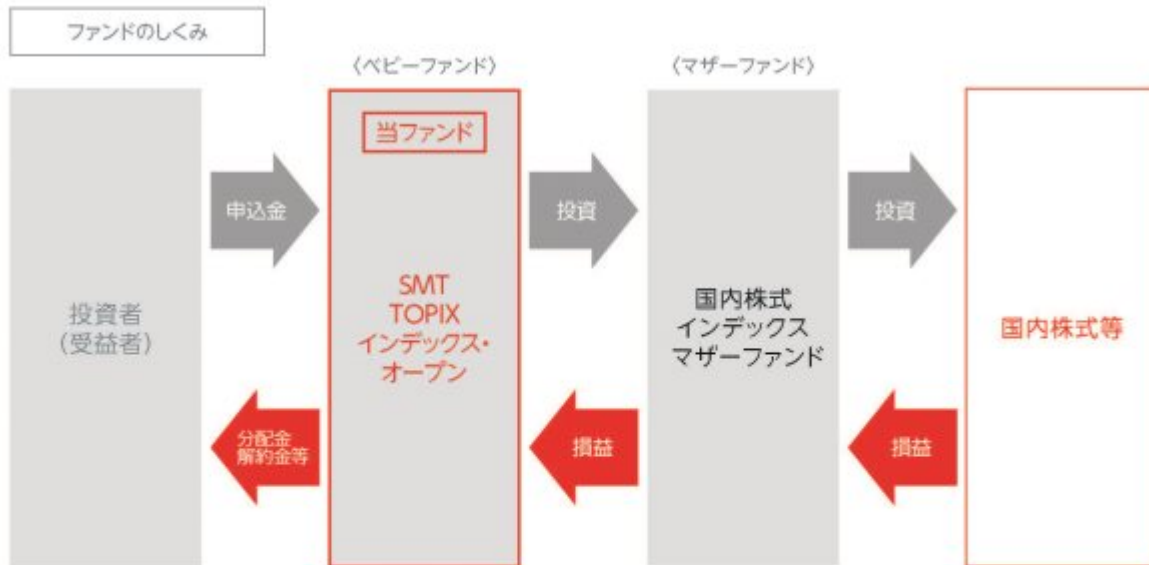 ファンドのしくみ
〈ベビーファンド〉
〈マザーファンド〉
当ファンド
申込金
投資
投資
投資者
（受益者）
SMT
TOPIX
インデックス・
オープン
国内株式
インデックス
マザーファンド
国内株式等
分配金
解約金等
損益
損益